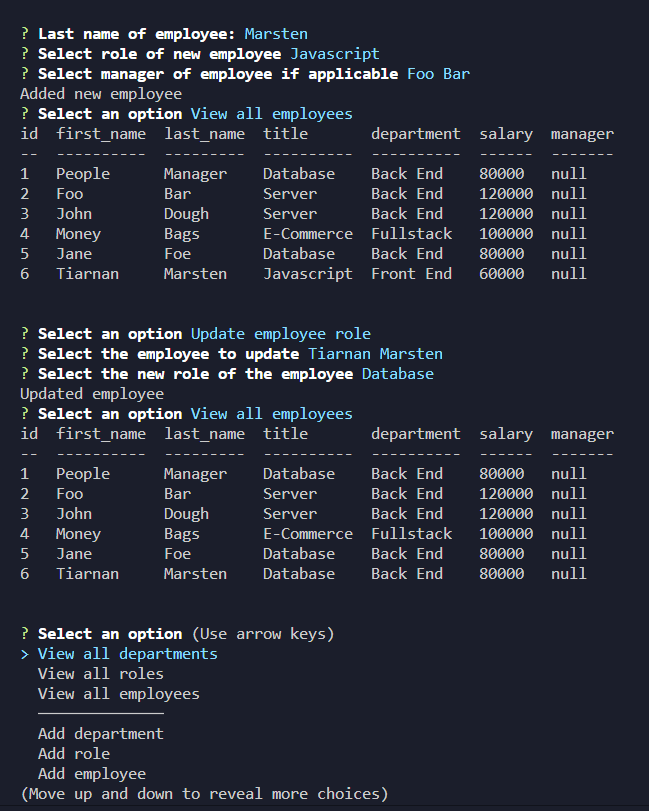 ? Last name of employee: Marsten
? Select role of new employee Javascript
? Select manager of employee if applicable Foo Bar
Added new employee
? Select an option View all employees
id  first_name  last_name  title       department  salary  manager
--  ----------  ---------  ----------  ----------  ------  -------
1   People      Manager    Database    Back End    80000   null
2   Foo         Bar        Server      Back End    120000  null
3   John        Dough      Server      Back End    120000  null
4   Money       Bags       E-Commerce  Fullstack   100000  null
5   Jane        Foe        Database    Back End    80000   null
6   Tiarnan     Marsten    Javascript  Front End   60000   null
? Select an option Update employee role
? Select the employee to update Tiarnan Marsten
? Select the new role of the employee Database
Updated employee
? Select an option View all employees
id  first_name  last_name  title       department  salary  manager
--  ----------  ---------  ----------  ----------  ------  -------
1   People      Manager    Database    Back End    80000   null
2   Foo         Bar        Server      Back End    120000  null
3   John        Dough      Server      Back End    120000  null
4   Money       Bags       E-Commerce  Fullstack   100000  null
5   Jane        Foe        Database    Back End    80000   null
6   Tiarnan     Marsten    Database    Back End    80000   null
? Select an option (Use arrow keys)
> View all departments
  View all roles
  View all employees
  ──────────────
  Add department
  Add role
  Add employee
(Move up and down to reveal more choices)